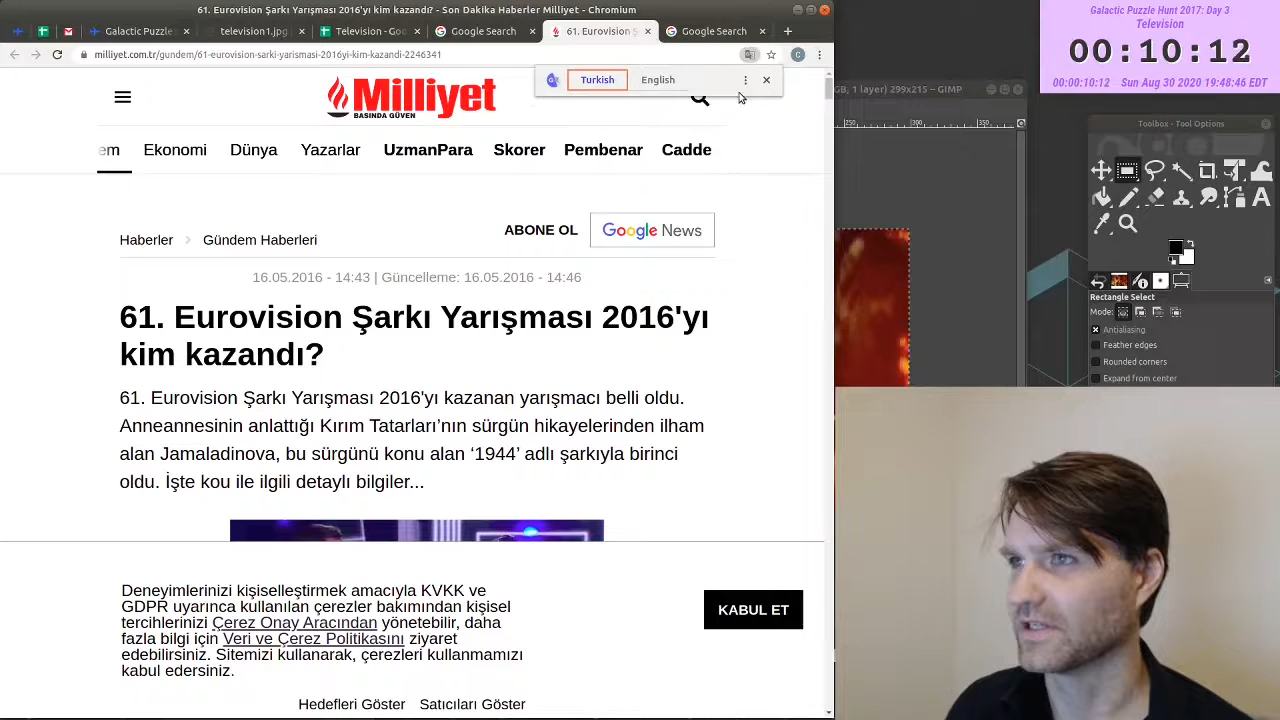 61. Eurovision Şarkı Yarışması 2016'yı kim kazandı? - Son Dakika Haberler Milliyet - Chromium
Galactic Puzzle
television1.jpg
Television - Goo
Google Search
61. Eurovision Ş
Google Search
milliyet.com.tr/gundem/61-eurovision-sarki-yarismasi-2016yi-kim-kazandi-2246341
Turkish
English
Milliyet
BASINDA GÜVEN
em
Ekonomi
Dünya
Yazarlar
UzmanPara
Skorer
Pembenar
Cadde
Haberler
Gündem Haberleri
ABONE OL
Google News
16.05.2016 - 14:43 | Güncelleme: 16.05.2016 - 14:46
61. Eurovision Şarkı Yarışması 2016'yı
kim kazandı?
61. Eurovision Şarkı Yarışması 2016'yı kazanan yarışmacı belli oldu.
Anneannesinin anlattığı Kırım Tatarları'nın sürgün hikayelerinden ilham
alan Jamaladinova, bu sürgünü konu alan ‘1944’ adlı şarkıyla birinci
oldu. İşte kou ile ilgili detaylı bilgiler...
Deneyimlerinizi kişiselleştirmek amacıyla KVKK ve
GDPR uyarınca kullanılan çerezler bakımından kişisel
tercihlerinizi Çerez Onay Aracından yönetebilir, daha
fazla bilgi için Veri ve Çerez Politikasını ziyaret
edebilirsiniz. Sitemizi kullanarak, çerezleri kullanmamızı
kabul edersiniz.
KABUL ET
Hedefleri Göster
Satıcıları Göster
GB, 1 layer) 299x215 – GIMP
250
300
350
Galactic Puzzle Hunt 2017: Day 3
Television
00:10:12
00:00:10:12
Sun Aug 30 2020 19:48:46 EDT
Toolbox - Tool Options
Rectangle Select
Mode:
Antialiasing
Feather edges
Rounded corners
Expand from center